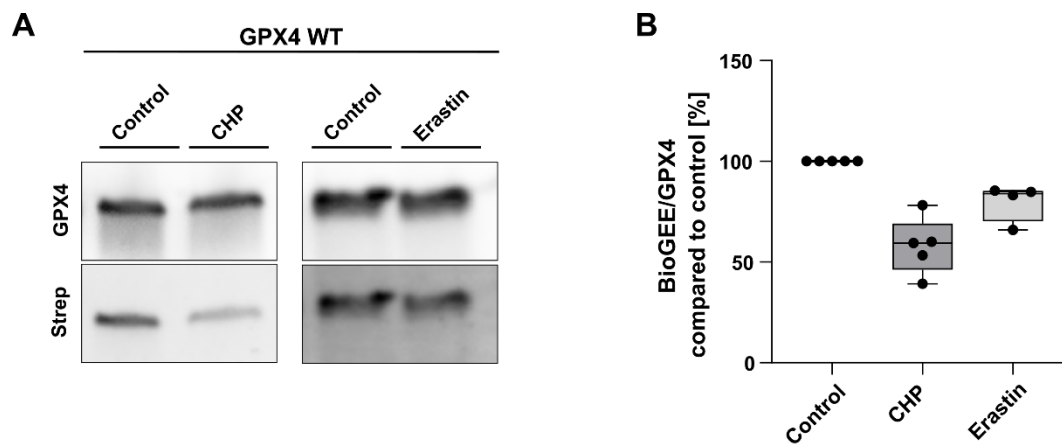 A
GPX4 WT
Control
CHP
Control
Erastin
GPX4
Strep
B
BioGEE/GPX4
compared to control [%]
150
100
50
0
Control
CHP
Erastin